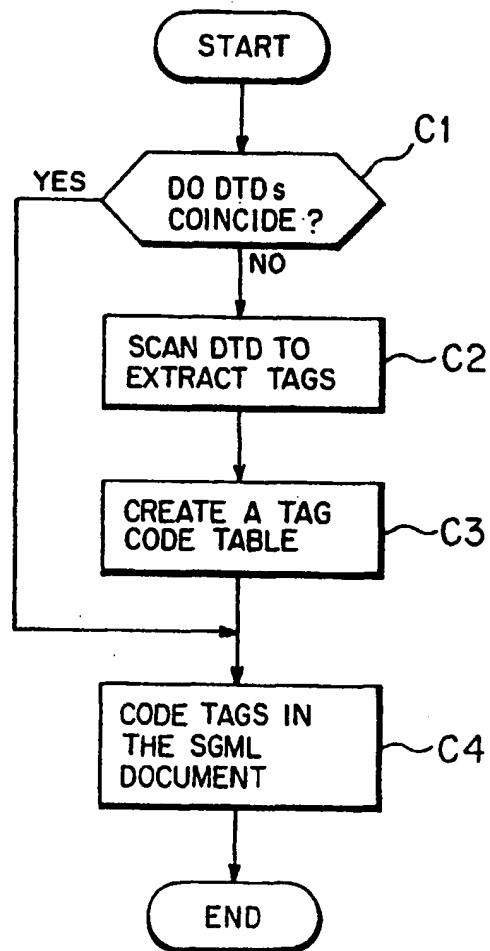 START
C1
YES
DO DTDs
COINCIDE ?
NO
SCAN DTD TO
EXTRACT TAGS
C2
CREATE A TAG
CODE TABLE
C3
CODE TAGS IN
THE SGML
DOCUMENT
C4
END